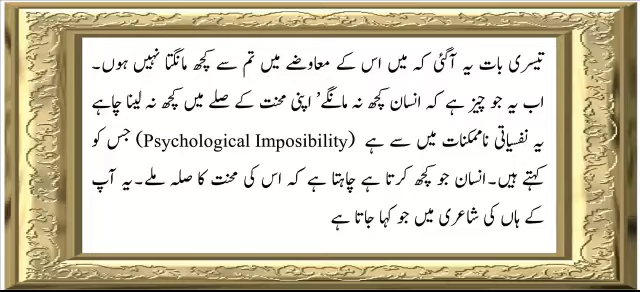 تیسری بات یہ آگئی کہ میں اس کے معاوضے میں تم سے کچھ مانگتا نہیں ہوں۔
اب یہ جو چیز ہے کہ انسان کچھ نہ مانگے’ اپنی محنت کے صلے میں کچھ نہ لینا چاہے
یہ نفسیاتی ناممکنات میں سے ہے (Psychological Imposibility) جس کو
کہتے ہیں۔انسان جو کچھ کرتا ہے چاہتا ہے کہ اس کی محنت کا صلہ ملے۔یہ آپ
کے ہاں کی شاعری میں جو کہا جاتا ہے